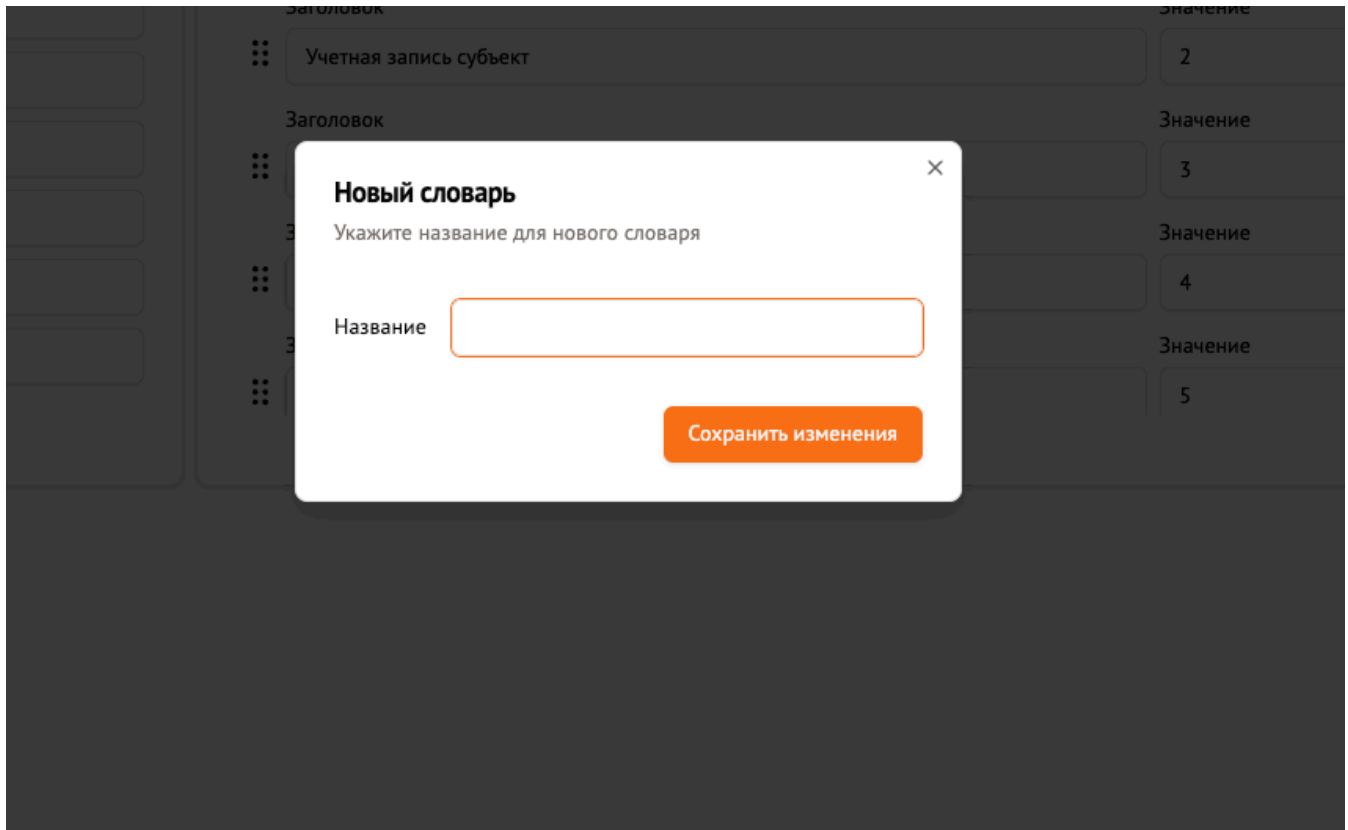 Заголовок
Значение
Учетная запись субъект
2
Заголовок
Значение
3
Новый словарь
Укажите название для нового словаря
Значение
4
Название
Значение
5
Сохранить изменения